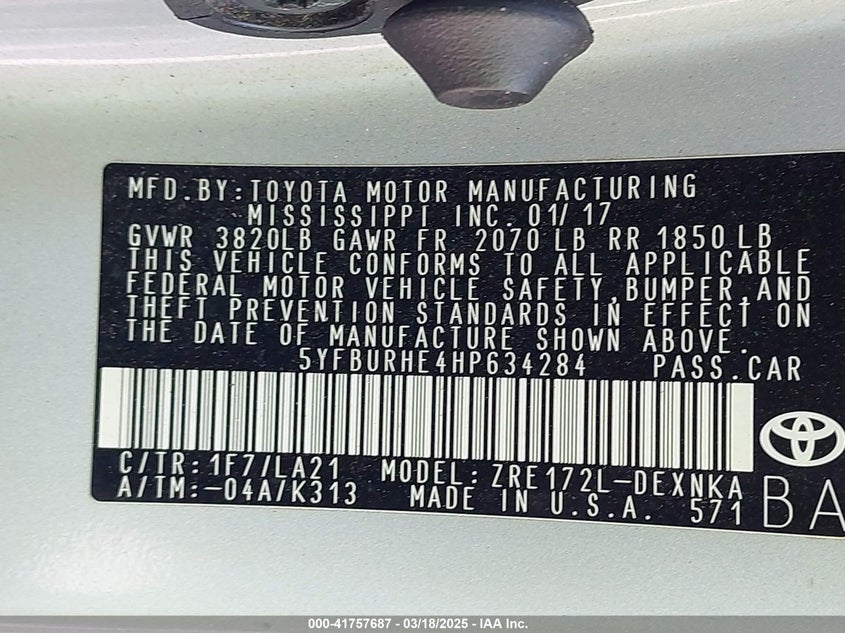 MFD.BY:TOYOTA MOTOR MANUFACTURING
MISSISSIPPI INC. 01/17
GVWR 3820LB GAWR FR 2070 LB RR 1850 LB
THIS VEHICLE CONFORMS TO ALL APPLICABLE
FEDERAL MOTOR VEHICLE SAFETY,BUMPER,AND
THEFT PREVENTION STANDARDS IN EFFECT ON
THE DATE OF MANUFACTURE SHOWN ABOVE.
5YFBURHE4HP634284 PASS.CAR
C/TR:1F7/LA21 MODEL:ZRE172L-DEXNKA
A/TM:-04A/K313 MADE IN U.S.A. 571 BA
000-41757687 | 03/18/2025 - IAA Inc.